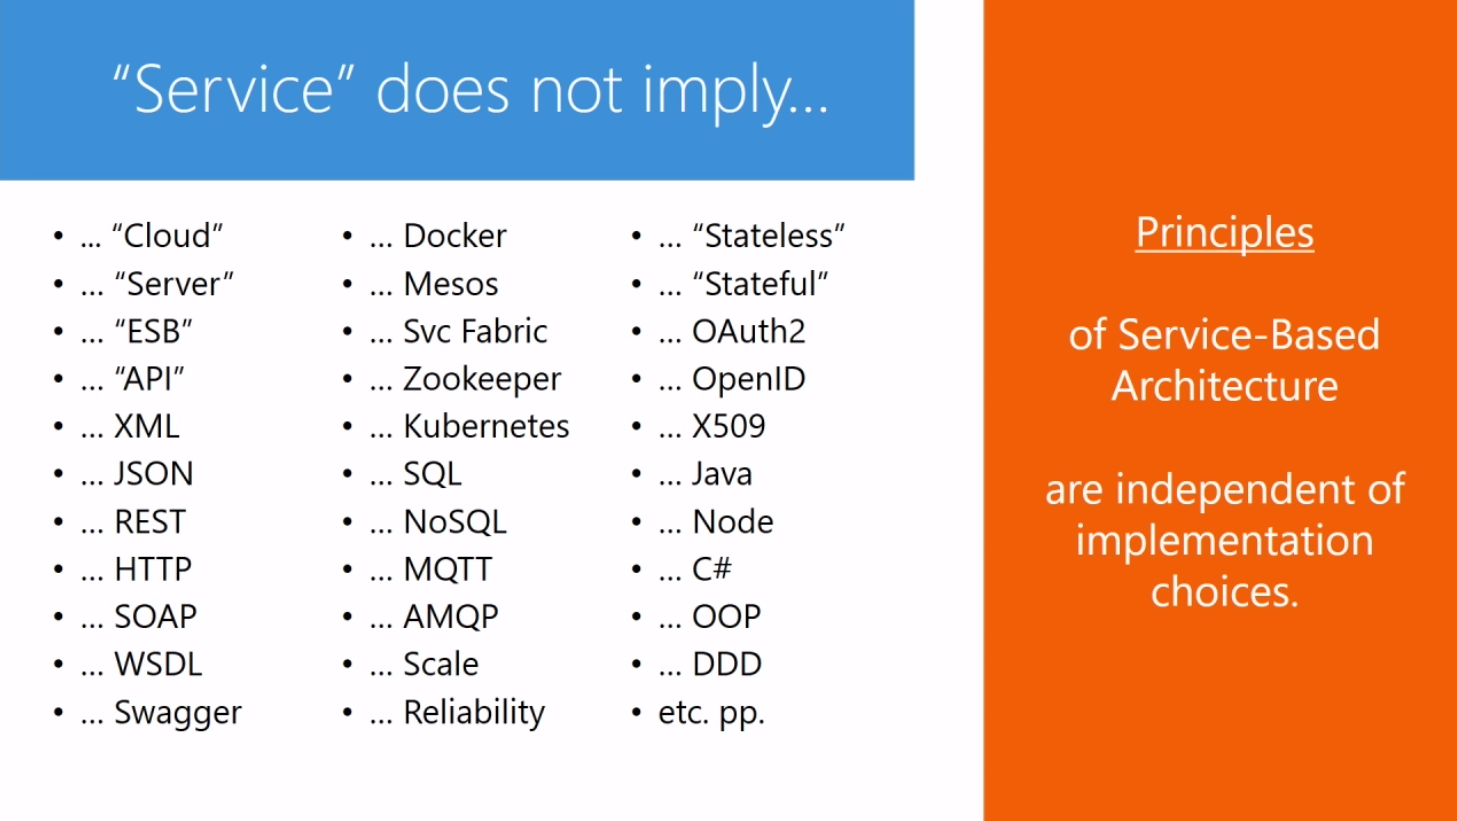 “Service” does not imply...
• ... “Cloud”
• ... “Server”
• ... “ESB”
• ... “API”
• ... XML
• ... JSON
• ... REST
• ... HTTP
• ... SOAP
• ... WSDL
• ... Swagger
• ... Docker
• ... Mesos
• ... Svc Fabric
• ... Zookeeper
• ... Kubernetes
• ... SQL
• ... NoSQL
• ... MQTT
• ... AMQP
• ... Scale
• ... Reliability
• ... “Stateless”
• ... “Stateful”
• ... OAuth2
• ... OpenID
• ... X509
• ... Java
• ... Node
• ... C#
• ... OOP
• ... DDD
• etc. pp.
Principles
of Service-Based
Architecture
are independent of
implementation
choices.